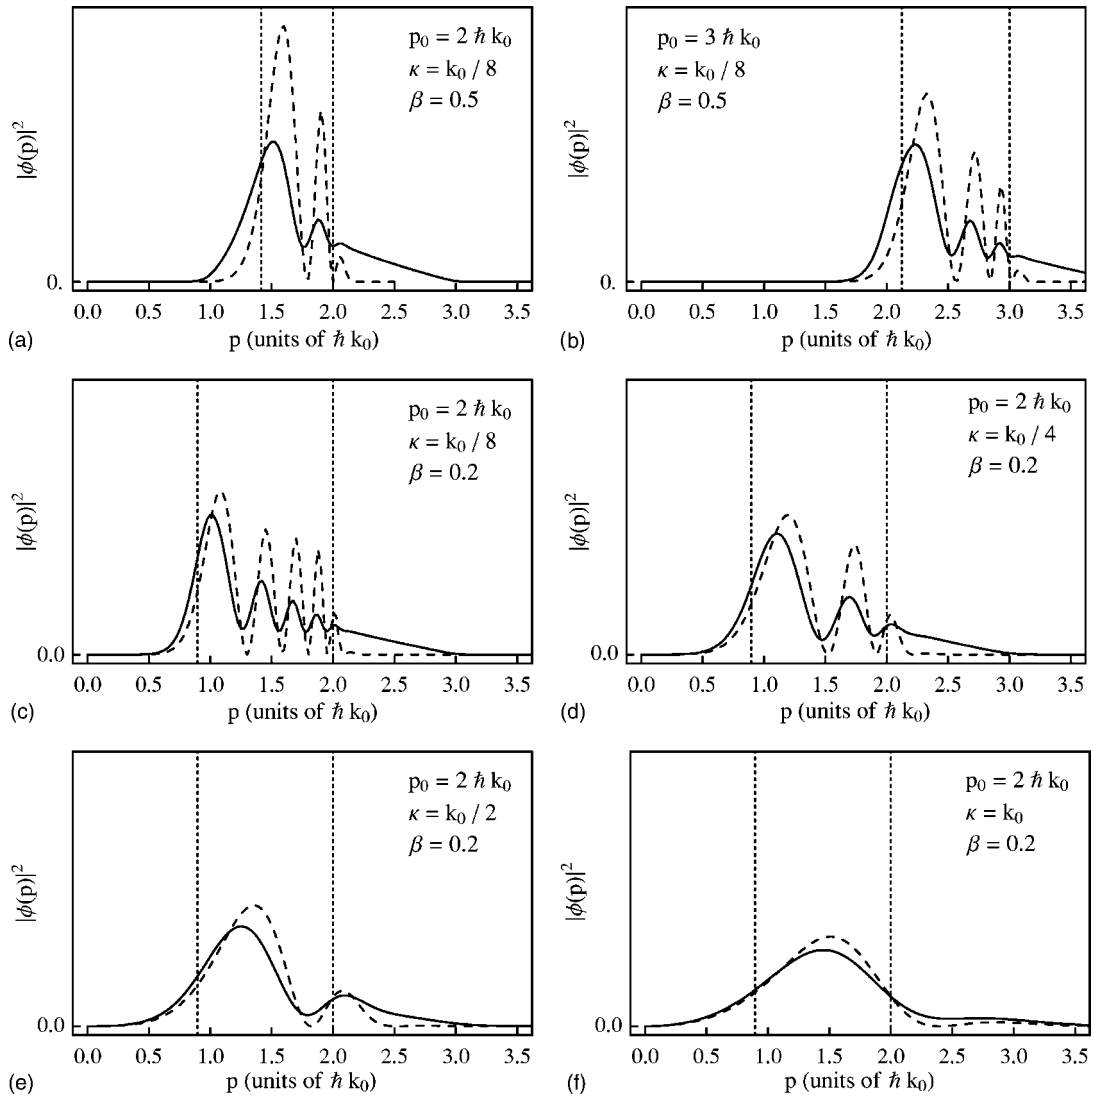 p₀ = 2 ℏ k₀
κ = k₀ / 8
β = 0.5
|ϕ(p)|²
0.
0.0 0.5 1.0 1.5 2.0 2.5 3.0 3.5
(a)
p (units of ℏ k₀)
p₀ = 3 ℏ k₀
κ = k₀ / 8
β = 0.5
|ϕ(p)|²
0.
0.0 0.5 1.0 1.5 2.0 2.5 3.0 3.5
(b)
p (units of ℏ k₀)
p₀ = 2 ℏ k₀
κ = k₀ / 8
β = 0.2
|ϕ(p)|²
0.0
0.0 0.5 1.0 1.5 2.0 2.5 3.0 3.5
(c)
p (units of ℏ k₀)
p₀ = 2 ℏ k₀
κ = k₀ / 4
β = 0.2
|ϕ(p)|²
0.0
0.0 0.5 1.0 1.5 2.0 2.5 3.0 3.5
(d)
p (units of ℏ k₀)
p₀ = 2 ℏ k₀
κ = k₀ / 2
β = 0.2
|ϕ(p)|²
0.0
0.0 0.5 1.0 1.5 2.0 2.5 3.0 3.5
(e)
p (units of ℏ k₀)
p₀ = 2 ℏ k₀
κ = k₀
β = 0.2
|ϕ(p)|²
0.0
0.0 0.5 1.0 1.5 2.0 2.5 3.0 3.5
(f)
p (units of ℏ k₀)